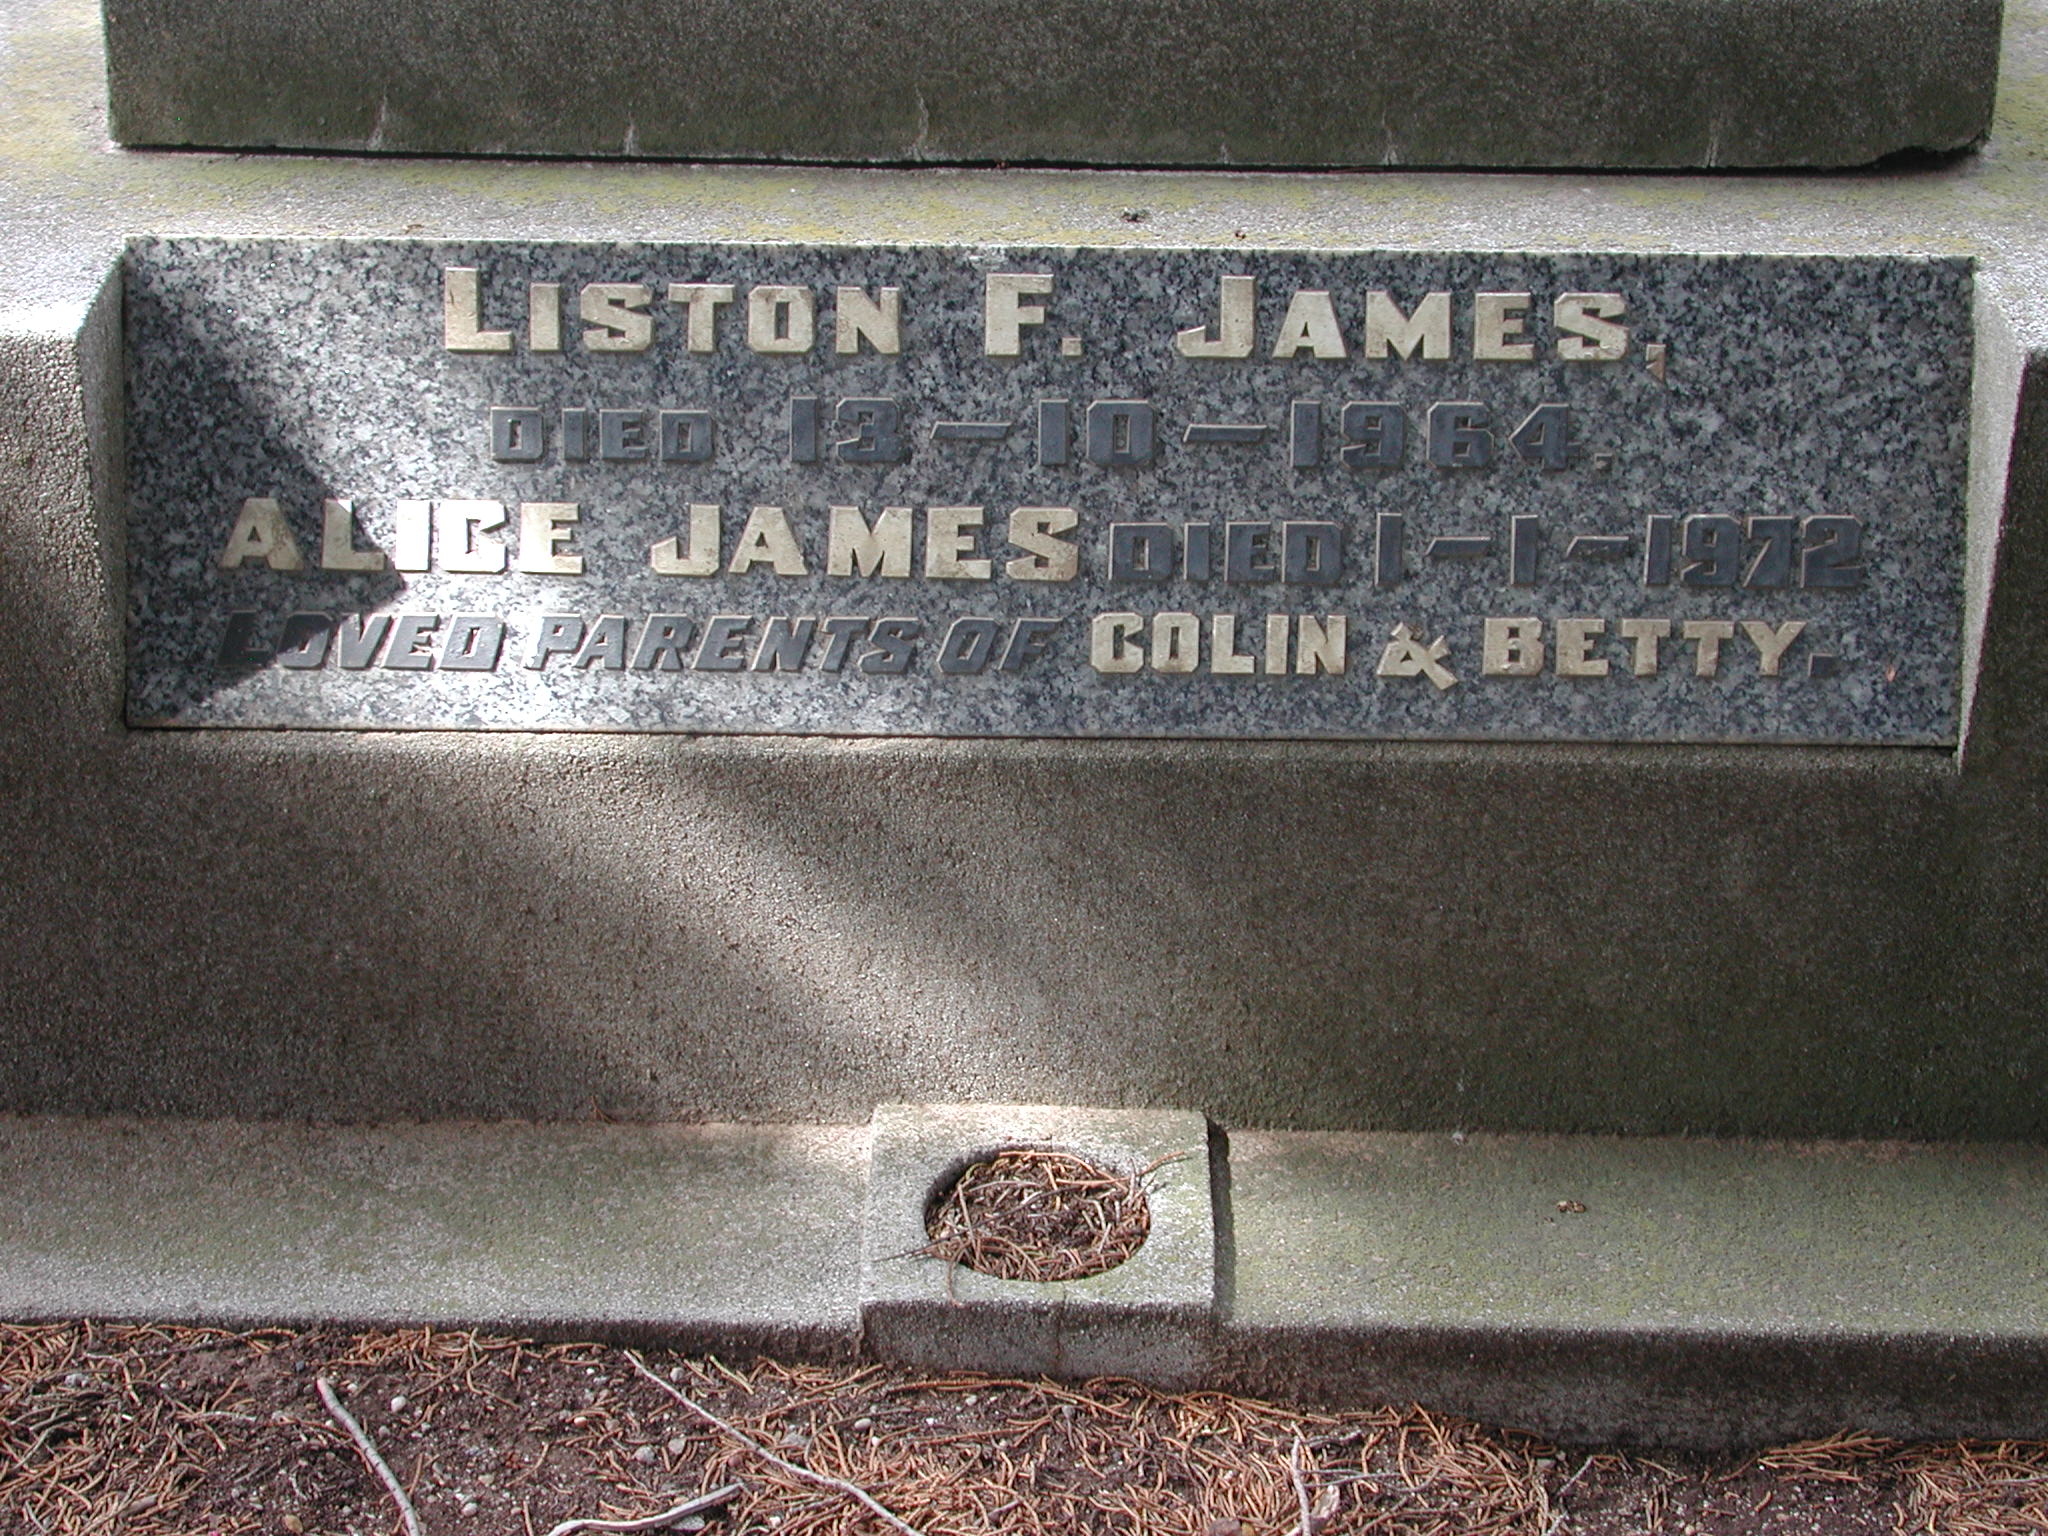 LISTON F. JAMES,
DIED 13-10-1964.
ALICE JAMES DIED 1-1-1972
LOVED PARENTS OF COLIN & BETTY.